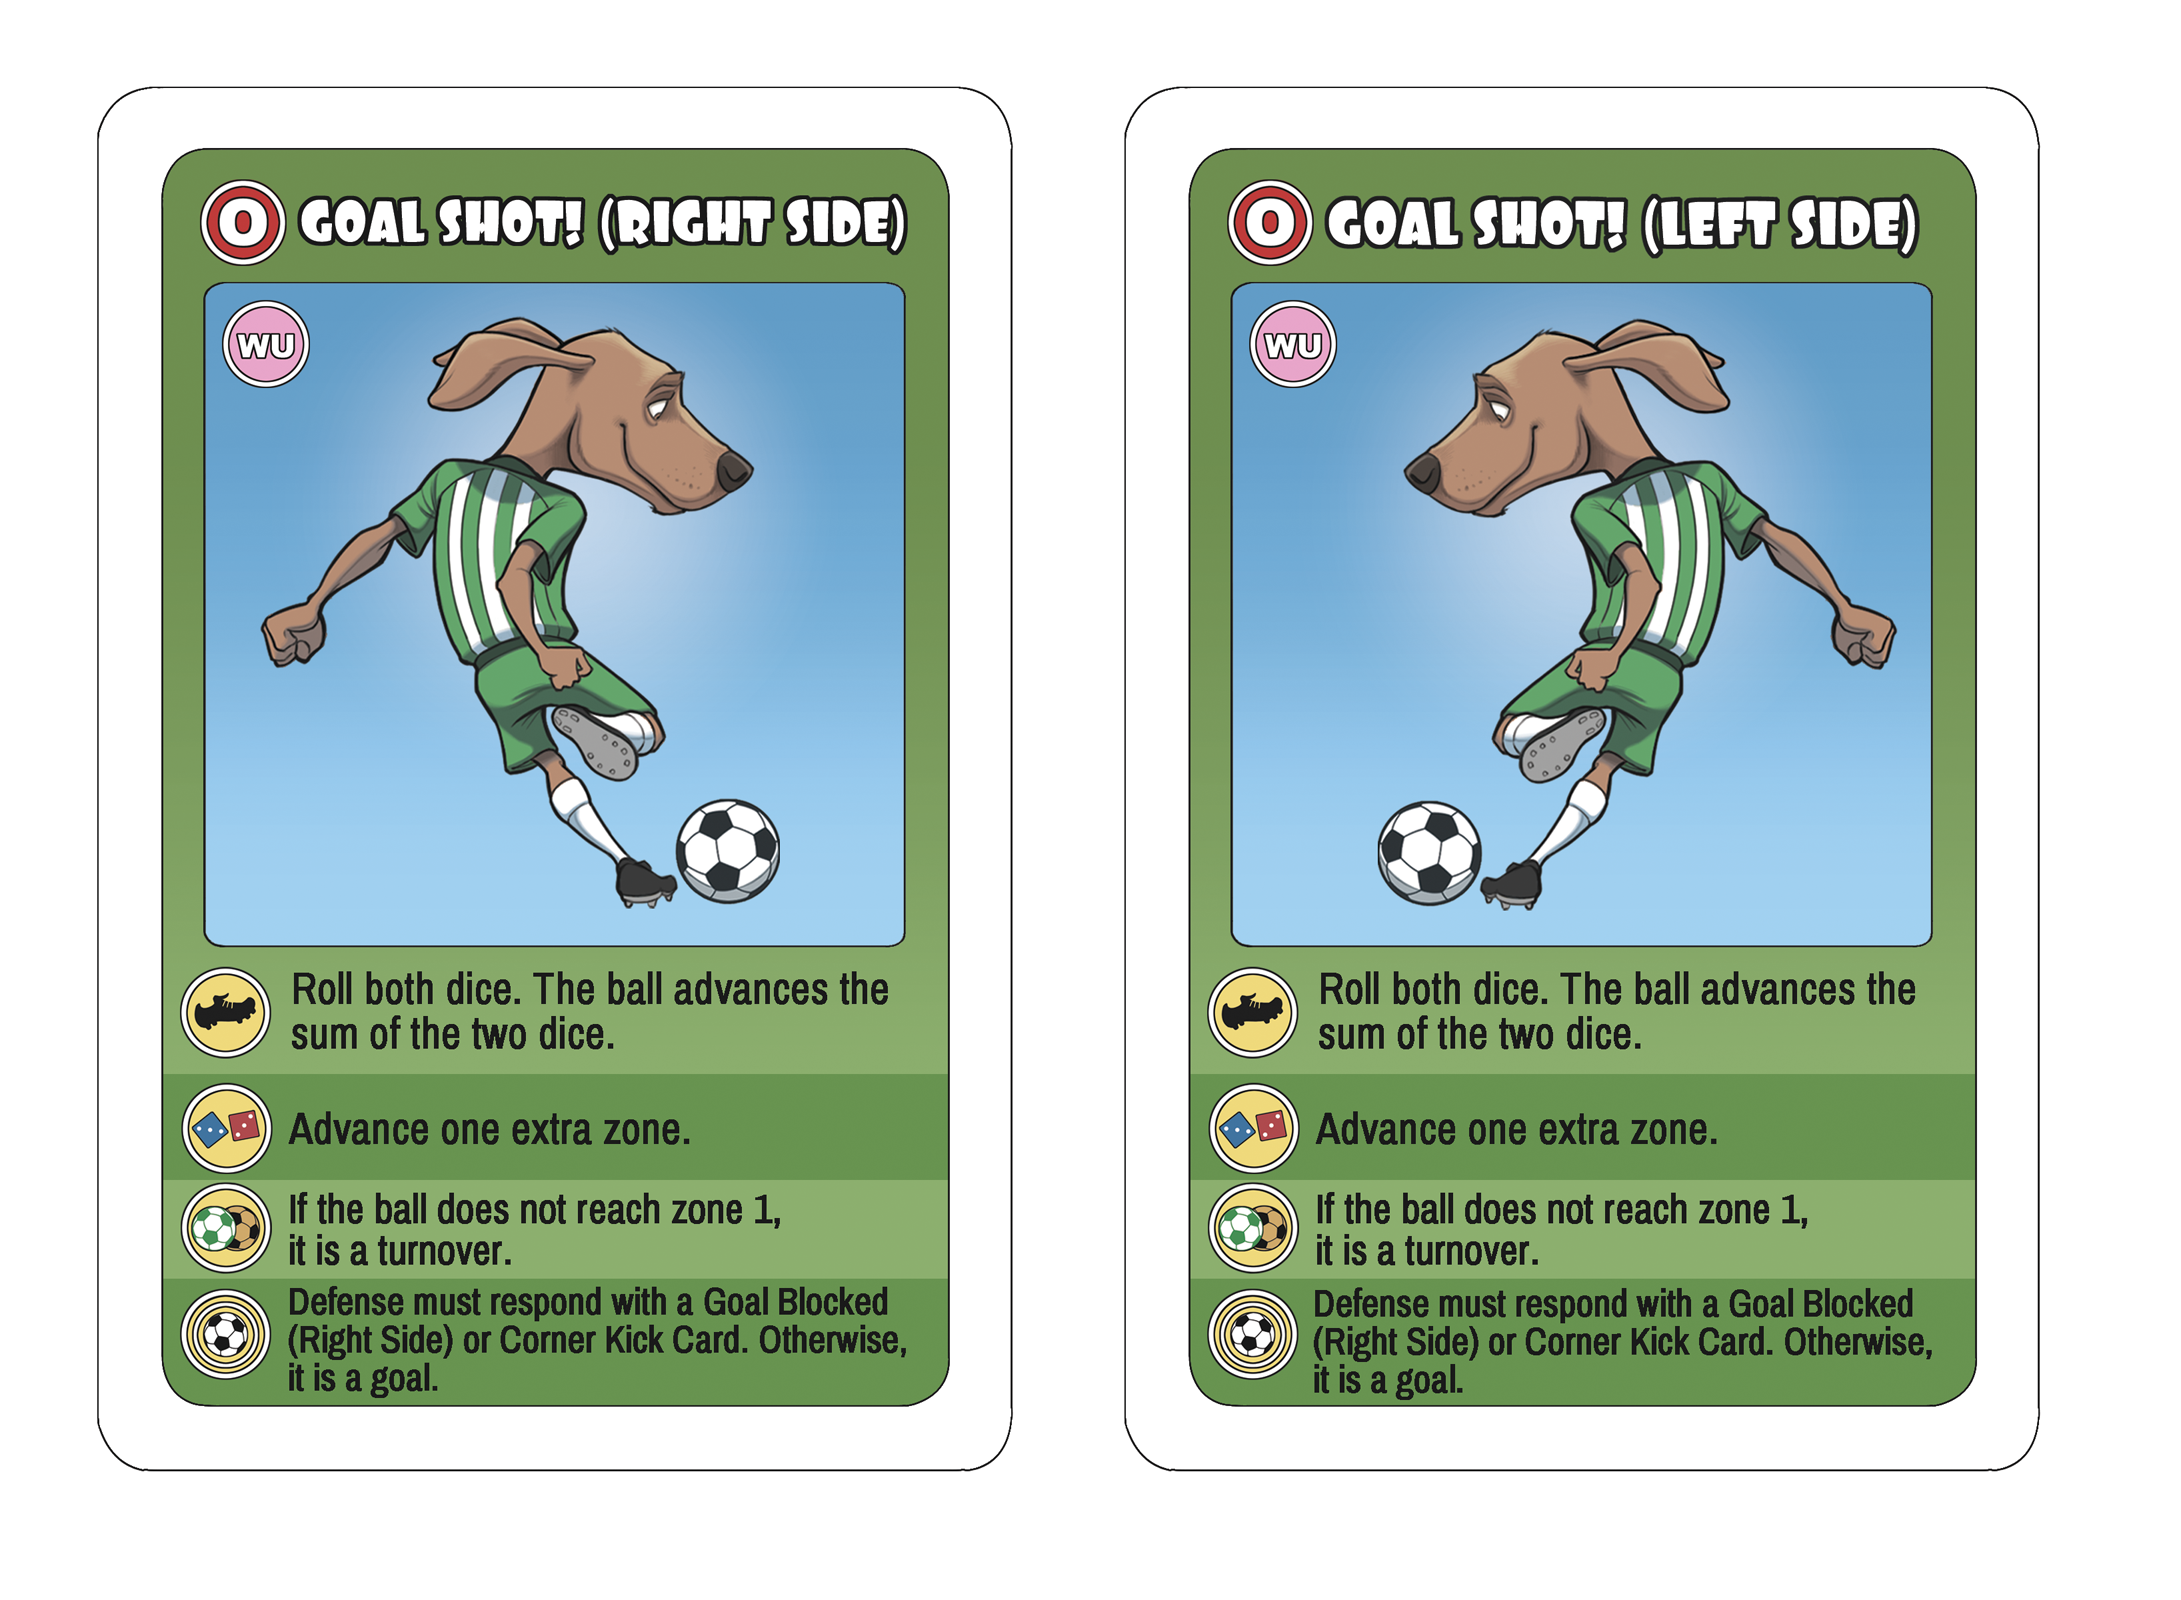 O GOAL SHOT! (RIGHT SIDE)
WU
Roll both dice. The ball advances the
sum of the two dice.
Advance one extra zone.
If the ball does not reach zone 1,
it is a turnover.
Defense must respond with a Goal Blocked
(Right Side) or Corner Kick Card. Otherwise,
it is a goal.
O GOAL SHOT! (LEFT SIDE)
WU
Roll both dice. The ball advances the
sum of the two dice.
Advance one extra zone.
If the ball does not reach zone 1,
it is a turnover.
Defense must respond with a Goal Blocked
(Right Side) or Corner Kick Card. Otherwise,
it is a goal.